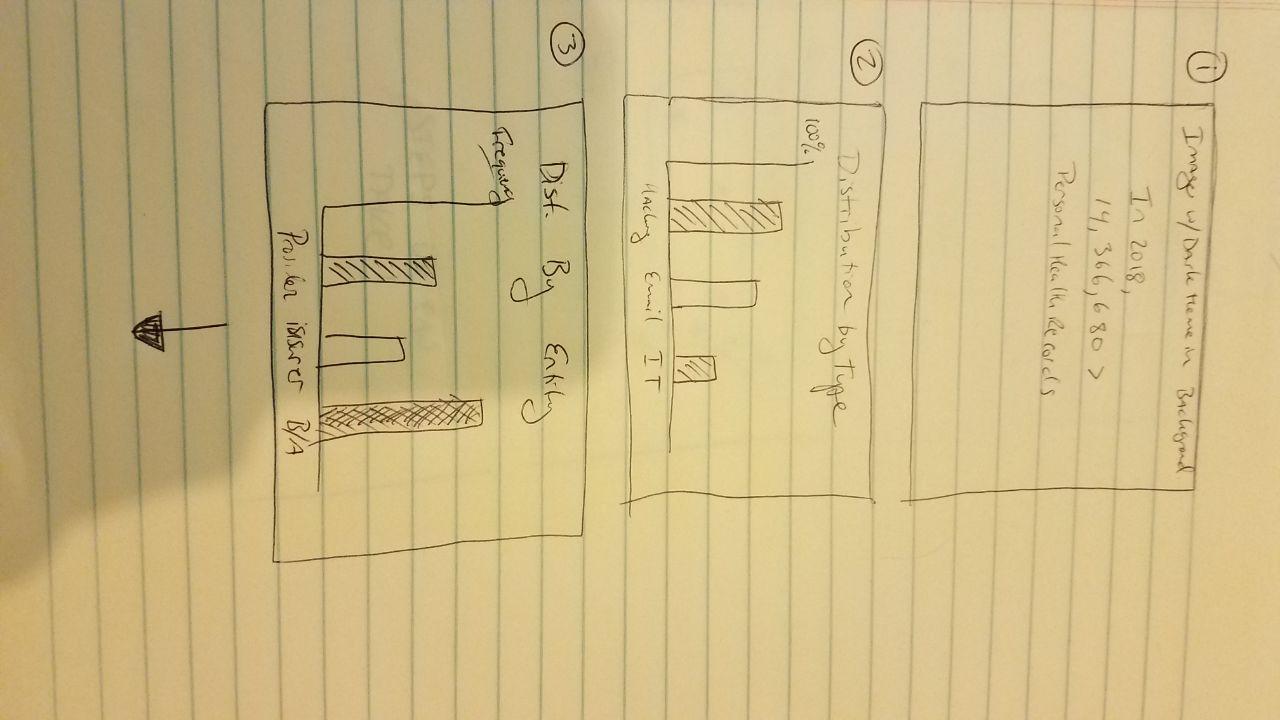 ①
Image w/ Dark theme in Background
In 2018,
14,366,680 >
Personal Health Records
②
Distribution by Type
100%
Hacking Email IT
③
Dist. By Entity
Frequency
Provider B/A